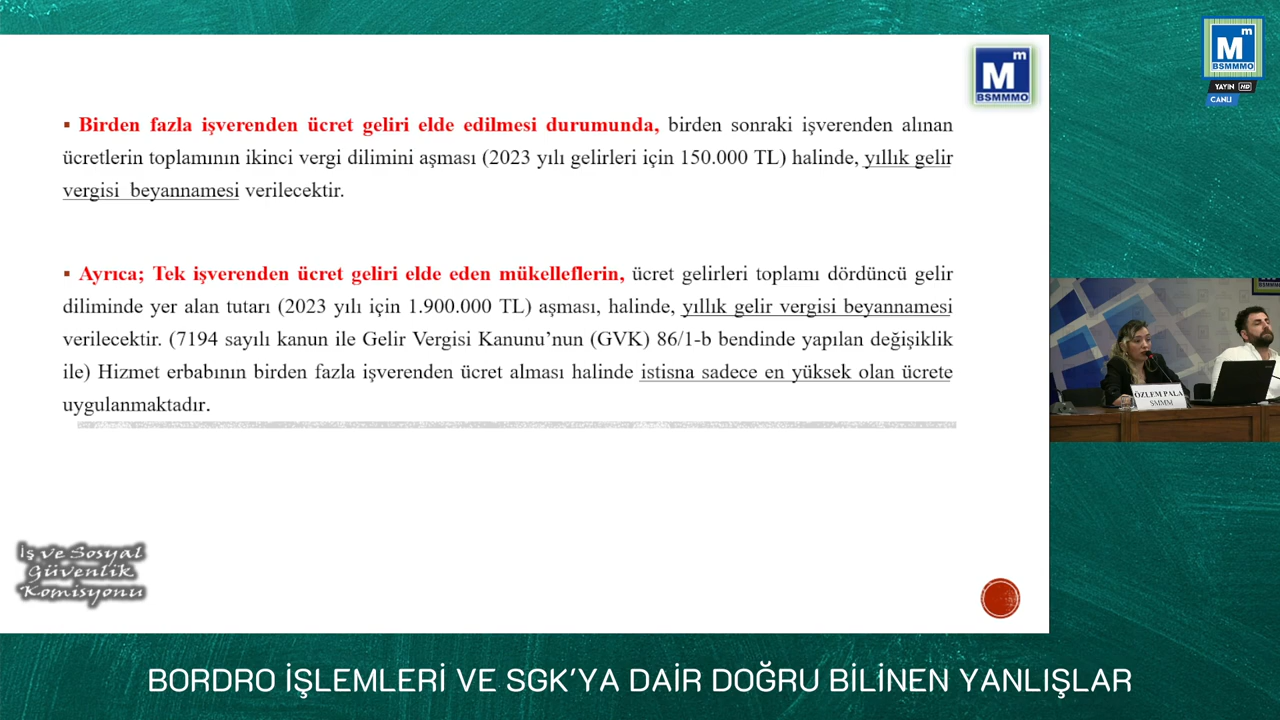 M m
BSMMMO
M m
BSMMMO
YAYIN HD
CANLI
▪ Birden fazla işverenden ücret geliri elde edilmesi durumunda, birden sonraki işverenden alınan
ücretlerin toplamının ikinci vergi dilimini aşması (2023 yılı gelirleri için 150.000 TL) halinde, yıllık gelir
vergisi beyannamesi verilecektir.
▪ Ayrıca; Tek işverenden ücret geliri elde eden mükelleflerin, ücret gelirleri toplamı dördüncü gelir
diliminde yer alan tutarı (2023 yılı için 1.900.000 TL) aşması, halinde, yıllık gelir vergisi beyannamesi
verilecektir. (7194 sayılı kanun ile Gelir Vergisi Kanunu’nun (GVK) 86/1-b bendinde yapılan değişiklik
ile) Hizmet erbabının birden fazla işverenden ücret alması halinde istisna sadece en yüksek olan ücrete
uygulanmaktadır.
BSMMMO
ÖZLEM PALA
SMMM
İş ve Sosyal
Güvenlik
Komisyonu
BORDRO İŞLEMLERİ VE SGK'YA DAİR DOĞRU BİLİNEN YANLIŞLAR